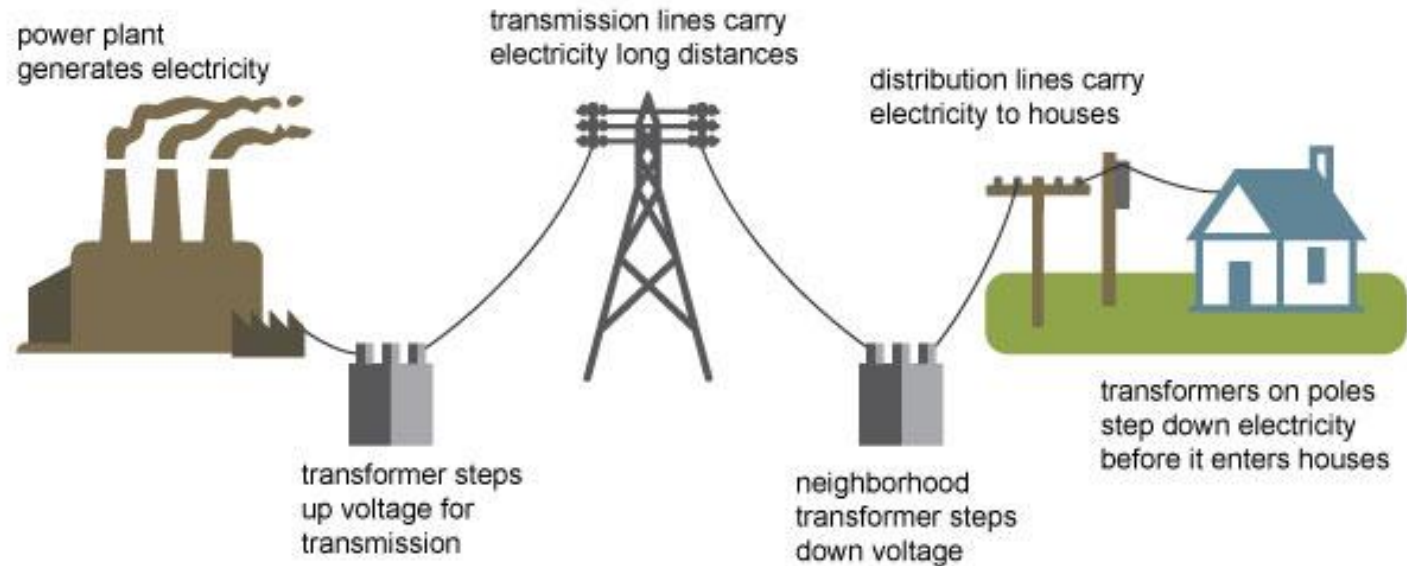 power plant
generates electricity
transmission lines carry
electricity long distances
distribution lines carry
electricity to houses
transformer steps
up voltage for
transmission
neighborhood
transformer steps
down voltage
transformers on poles
step down electricity
before it enters houses